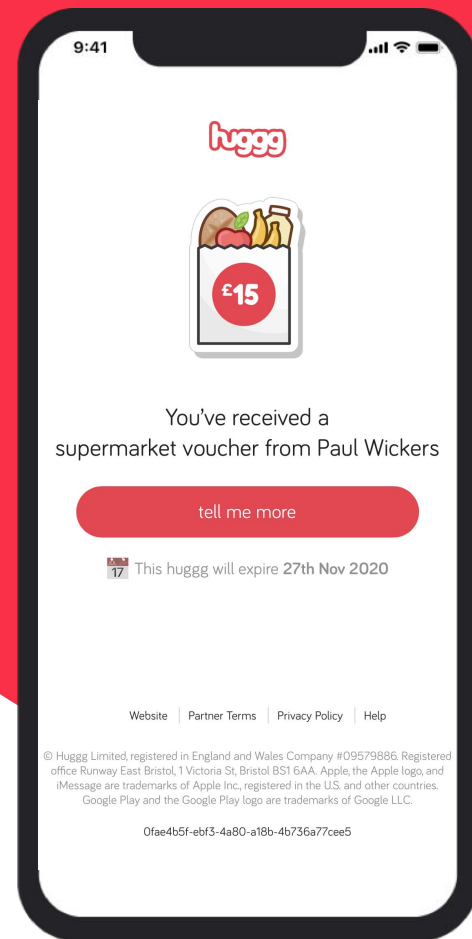 9:41
huggg
£15
You've received a
supermarket voucher from Paul Wickers
tell me more
17 This huggg will expire 27th Nov 2020
Website Partner Terms Privacy Policy Help
© Huggg Limited, registered in England and Wales Company #09579886. Registered
office Runway East Bristol, 1 Victoria St, Bristol BS1 6AA. Apple, the Apple logo, and
iMessage are trademarks of Apple Inc., registered in the U.S. and other countries.
Google Play and the Google Play logo are trademarks of Google LLC.
0fae4b5f-ebf3-4a80-a18b-4b736a77cee5